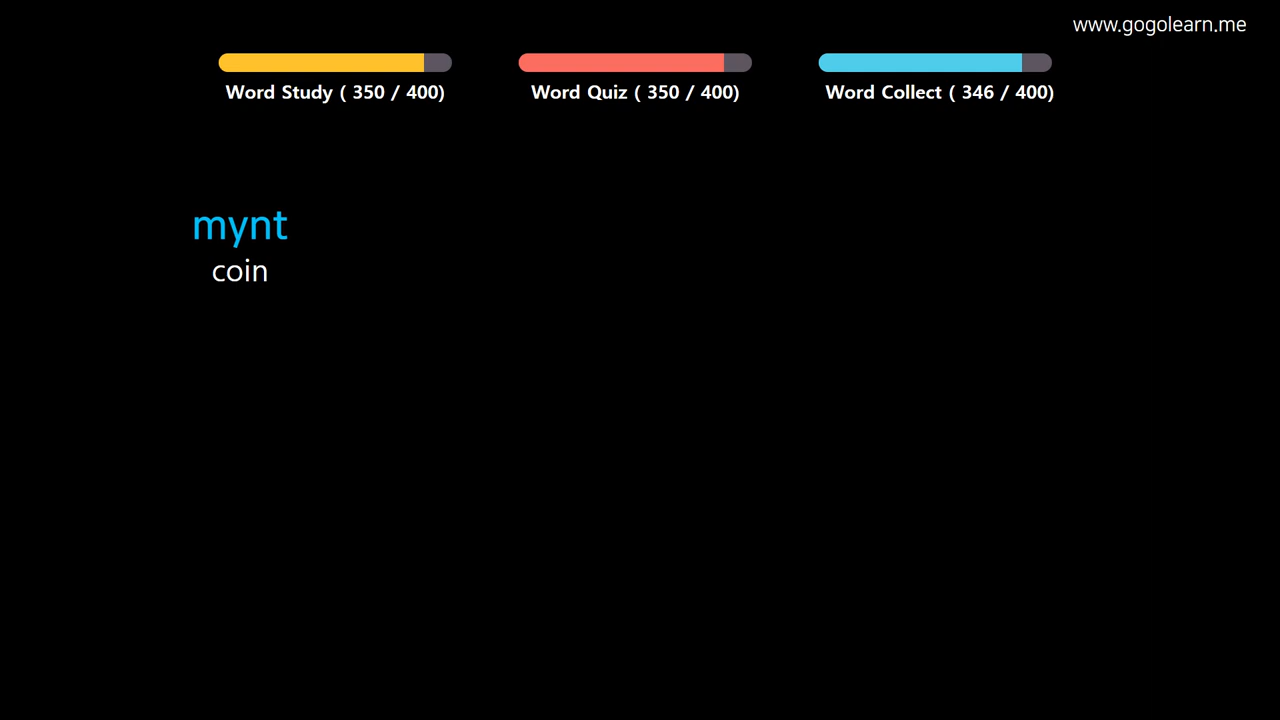 www.gogolearn.me
Word Study ( 350 / 400)
Word Quiz ( 350 / 400)
Word Collect ( 346 / 400)
mynt
coin